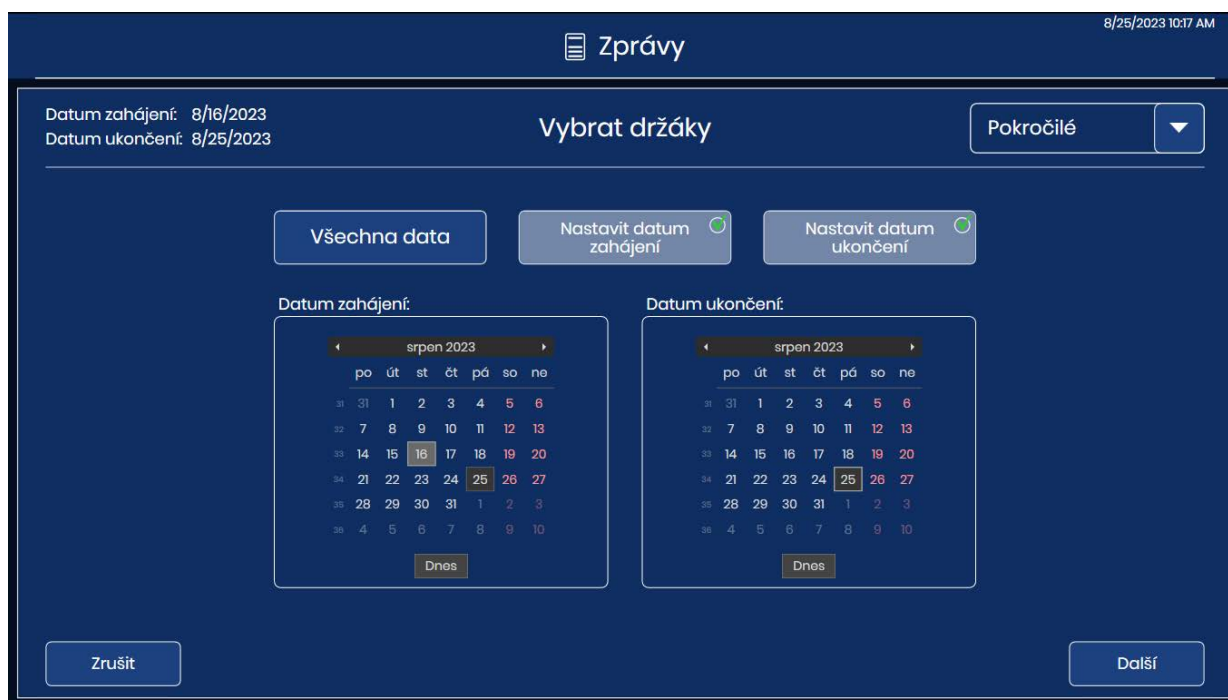 8/25/2023 10:17 AM
Zprávy
Datum zahájení: 8/16/2023
Datum ukončení: 8/25/2023
Vybrat držáky
Pokročilé
Všechna data
Nastavit datum
zahájení
Nastavit datum
ukončení
Datum zahájení:
srpen 2023
po út st čt pá so ne
31 31 1 2 3 4 5 6
32 7 8 9 10 11 12 13
33 14 15 16 17 18 19 20
34 21 22 23 24 25 26 27
35 28 29 30 31 1 2 3
36 4 5 6 7 8 9 10
Dnes
Datum ukončení:
srpen 2023
po út st čt pá so ne
31 31 1 2 3 4 5 6
32 7 8 9 10 11 12 13
33 14 15 16 17 18 19 20
34 21 22 23 24 25 26 27
35 28 29 30 31 1 2 3
36 4 5 6 7 8 9 10
Dnes
Zrušit
Další